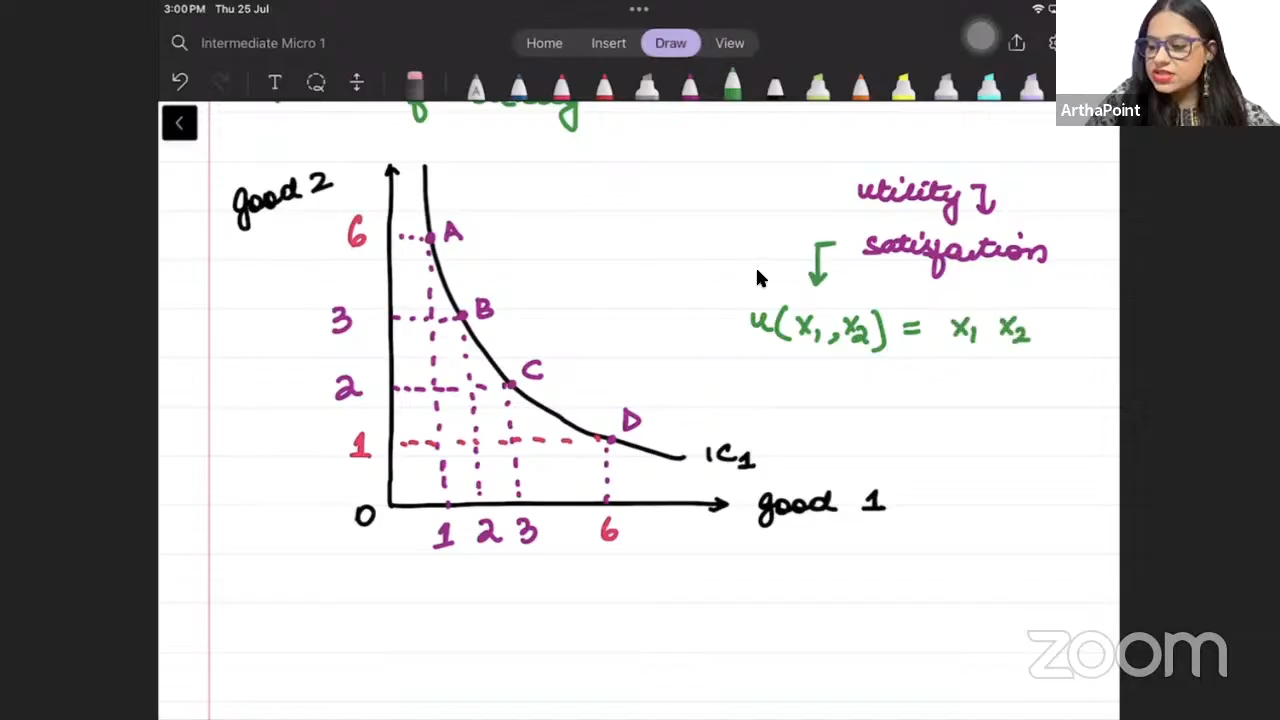 3:00 PM Thu 25 Jul
Intermediate Micro 1
Home Insert Draw View
ArthaPoint
good 2
utility
satisfaction
u(x₁,x₂) = x₁ x₂
6 A
3 B
2 C
1 D
IC₁
0
1 2 3 6
good 1
zoom